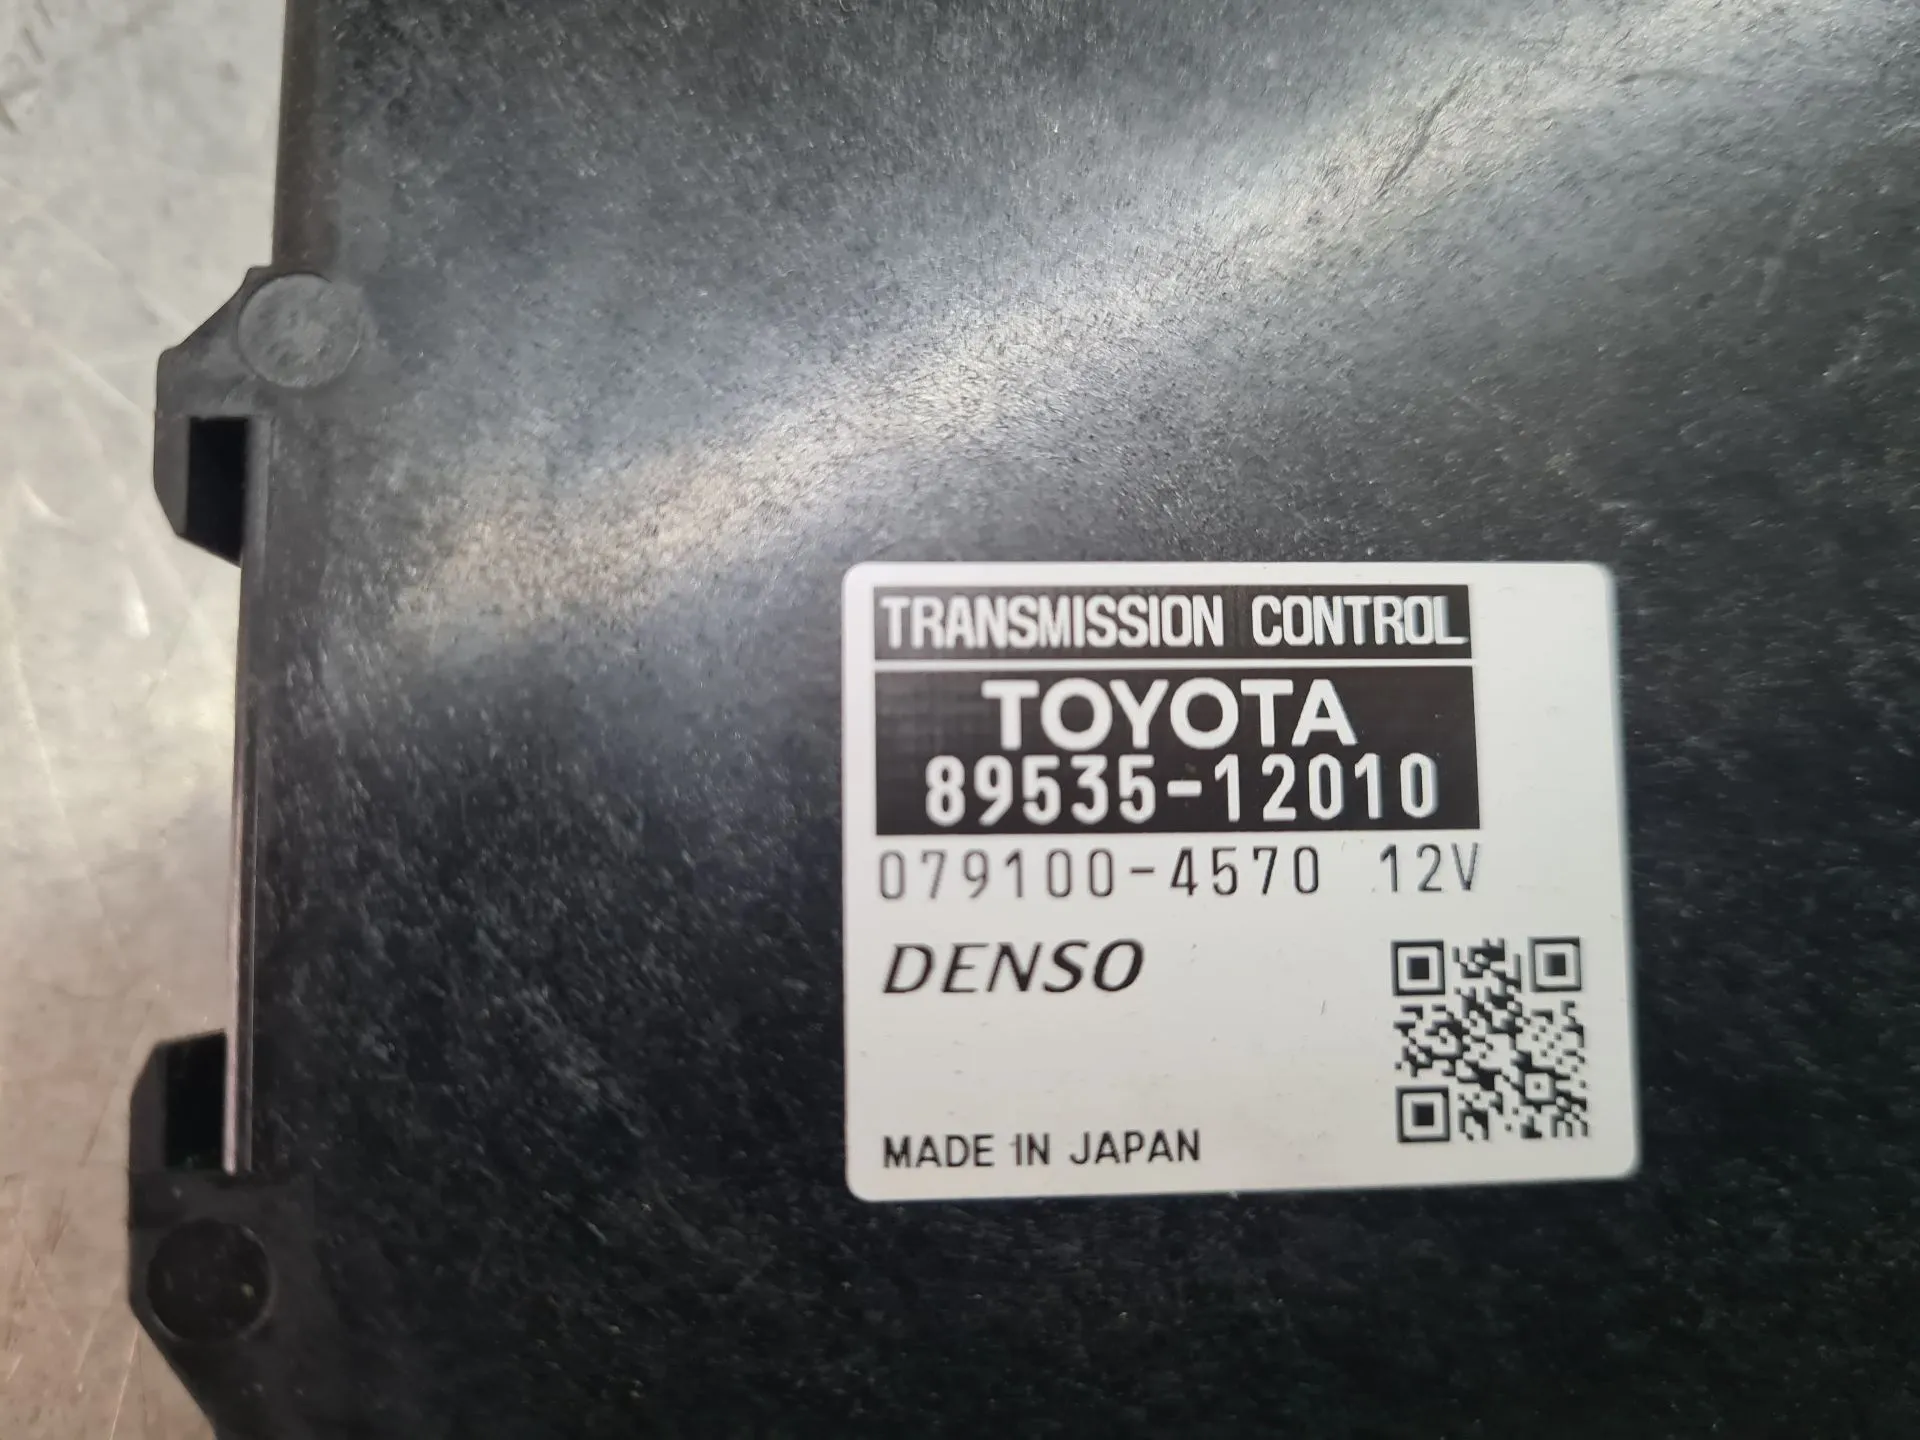 TRANSMISSION CONTROL
TOYOTA
89535-12010
079100-4570 12V
DENSO
MADE IN JAPAN